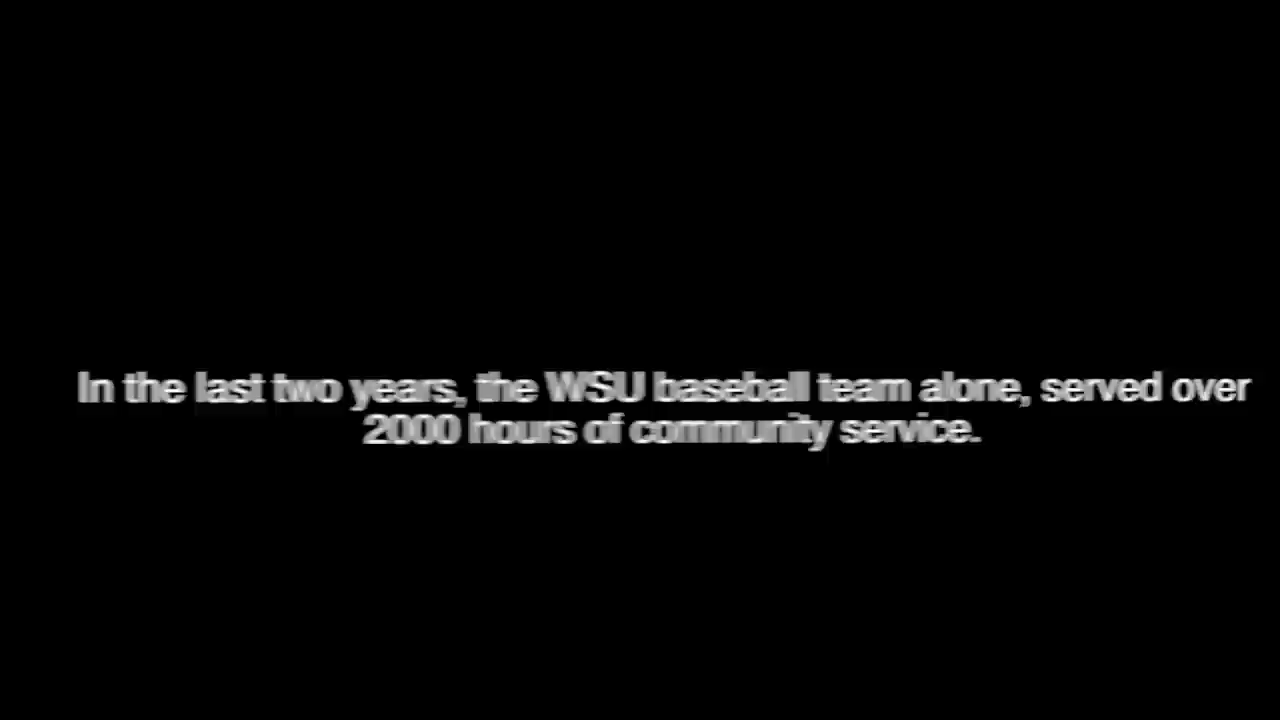 In the last two years, the WSU baseball team alone, served over
2000 hours of community service.